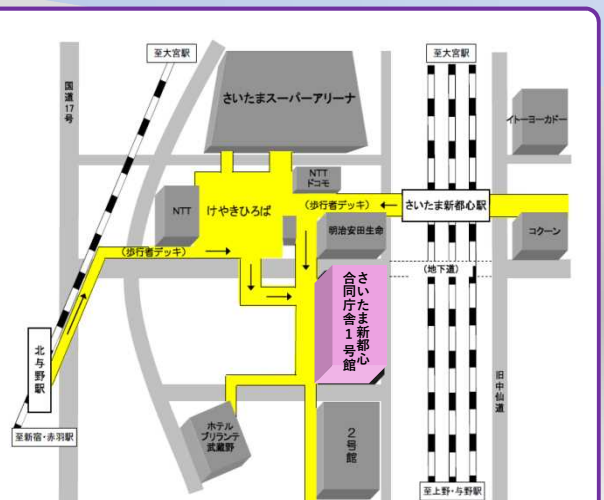 至大宮駅
至大宮駅
国道17号
さいたまスーパーアリーナ
イトーヨーカドー
NTT
ドコモ
NTT
けやきひろば
(歩行者デッキ)
さいたま新都心駅
明治安田生命
コクーン
(歩行者デッキ)
(地下道)
さいたま新都心
合同庁舎1号館
北与野駅
旧中仙道
ホテル
ブリランテ
武蔵野
2号館
至新宿・赤羽駅
至上野・与野駅